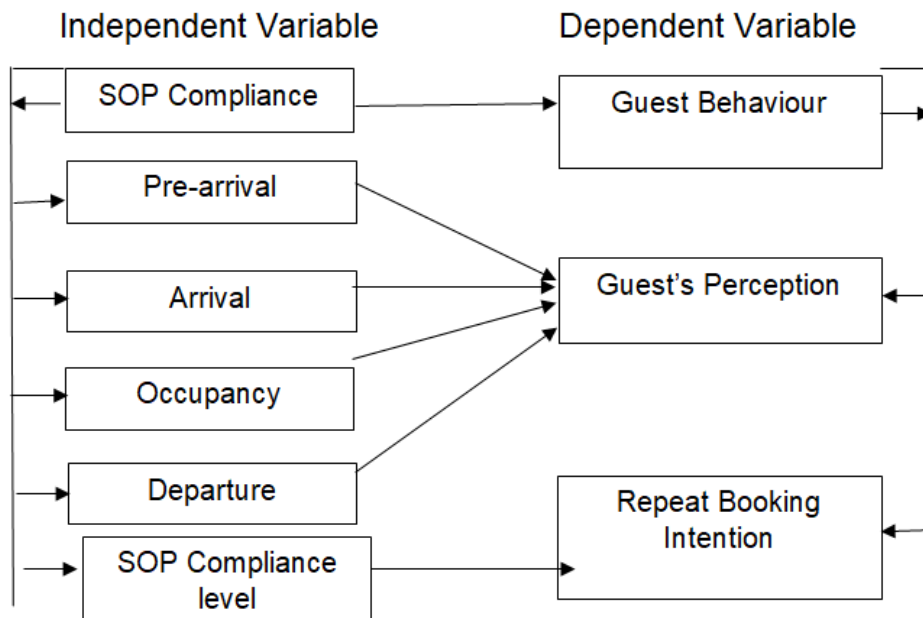 Independent Variable
Dependent Variable
SOP Compliance
Guest Behaviour
Pre-arrival
Arrival
Guest's Perception
Occupancy
Departure
Repeat Booking
Intention
SOP Compliance
level